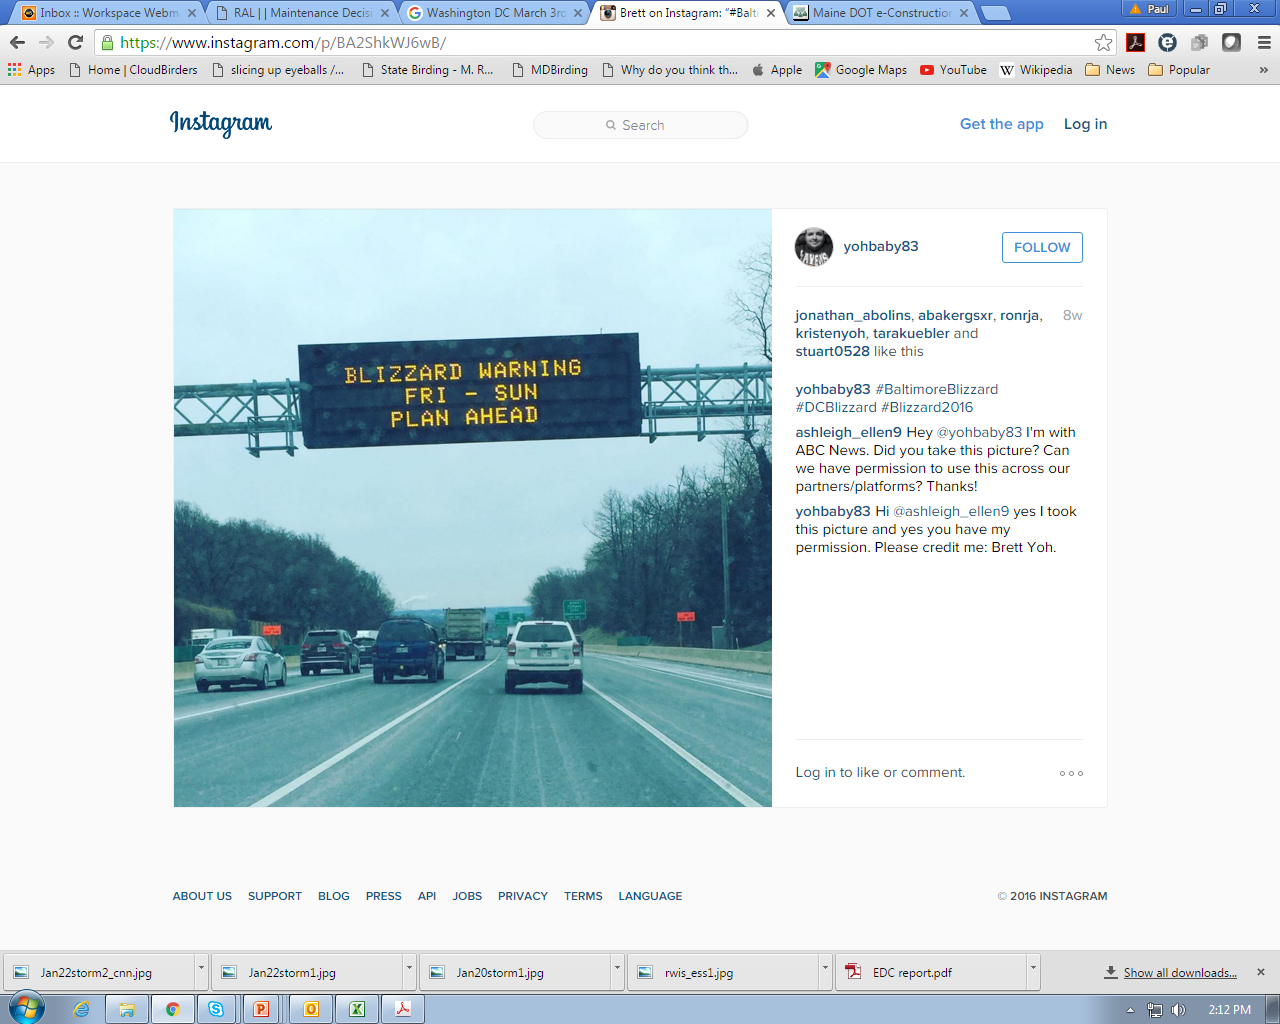 Inbox :: Workspace Webm
RAL | | Maintenance Decisi
Washington DC March 3rd
Brett on Instagram: “#Balti
Maine DOT e-Construction
Paul
https://www.instagram.com/p/BA2ShkWJ6wB/
Apps
Home | CloudBirders
slicing up eyeballs /...
State Birding - M. R...
MDBirding
Why do you think th...
Apple
Google Maps
YouTube
Wikipedia
News
Popular
»
Instagram
Search
Get the app
Log in
BLIZZARD WARNING
FRI - SUN
PLAN AHEAD
yohbaby83
FOLLOW
jonathan_abolins, abakergsxr, ronrja, 8w
kristenyoh, tarakuebler and
stuart0528 like this
yohbaby83 #BaltimoreBlizzard
#DCBlizzard #Blizzard2016
ashleigh_ellen9 Hey @yohbaby83 I'm with
ABC News. Did you take this picture? Can
we have permission to use this across our
partners/platforms? Thanks!
yohbaby83 Hi @ashleigh_ellen9 yes I took
this picture and yes you have my
permission. Please credit me: Brett Yoh.
Log in to like or comment.
ABOUT US SUPPORT BLOG PRESS API JOBS PRIVACY TERMS LANGUAGE
© 2016 INSTAGRAM
Jan22storm2_cnn.jpg
Jan22storm1.jpg
Jan20storm1.jpg
rwis_ess1.jpg
EDC report.pdf
Show all downloads...
2:12 PM